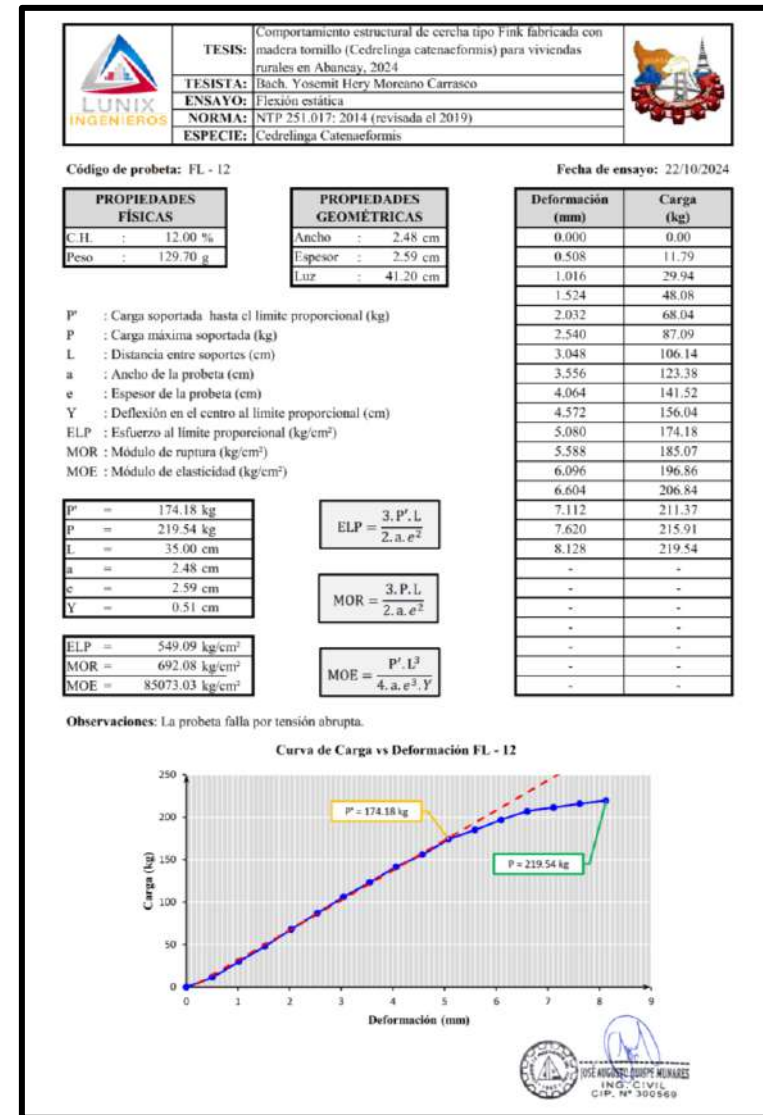 LUNIX
INGENIEROS
TESIS: Comportamiento estructural de cercha tipo Fink fabricada con
madera tornillo (Cedrelinga catenaeformis) para viviendas
rurales en Abancay, 2024
TESISTA: Bach. Yosemit Hery Moreano Carrasco
ENSAYO: Flexión estática
NORMA: NTP 251.017: 2014 (revisada el 2019)
ESPECIE: Cedrelinga Catenaeformis
Código de probeta: FL - 12
Fecha de ensayo: 22/10/2024
PROPIEDADES
FÍSICAS
C.H. : 12.00 %
Peso : 129.70 g
PROPIEDADES
GEOMÉTRICAS
Ancho : 2.48 cm
Espesor : 2.59 cm
Luz : 41.20 cm
P' : Carga soportada hasta el límite proporcional (kg)
P : Carga máxima soportada (kg)
L : Distancia entre soportes (cm)
a : Ancho de la probeta (cm)
e : Espesor de la probeta (cm)
Y : Deflexión en el centro al límite proporcional (cm)
ELP : Esfuerzo al límite proporcional (kg/cm²)
MOR : Módulo de ruptura (kg/cm²)
MOE : Módulo de elasticidad (kg/cm²)
P' = 174.18 kg
P = 219.54 kg
L = 35.00 cm
a = 2.48 cm
e = 2.59 cm
Y = 0.51 cm
ELP = 549.09 kg/cm²
MOR = 692.08 kg/cm²
MOE = 85073.03 kg/cm²
ELP = 3. P'. L / 2. a. e²
MOR = 3. P. L / 2. a. e²
MOE = P'. L³ / 4. a. e³. Y
Deformación (mm) Carga (kg)
0.000 0.00
0.508 11.79
1.016 29.94
1.524 48.08
2.032 68.04
2.540 87.09
3.048 106.14
3.556 123.38
4.064 141.52
4.572 156.04
5.080 174.18
5.588 185.07
6.096 196.86
6.604 206.84
7.112 211.37
7.620 215.91
8.128 219.54
- -
- -
- -
- -
- -
- -
- -
Observaciones: La probeta falla por tensión abrupta.
Curva de Carga vs Deformación FL - 12
Carga (kg)
250
200
150
100
50
0
P' = 174.18 kg
P = 219.54 kg
0 1 2 3 4 5 6 7 8 9
Deformación (mm)
JOSÉ AUGUSTO QUISPE MUNARES
ING. CIVIL
CIP. N° 300569